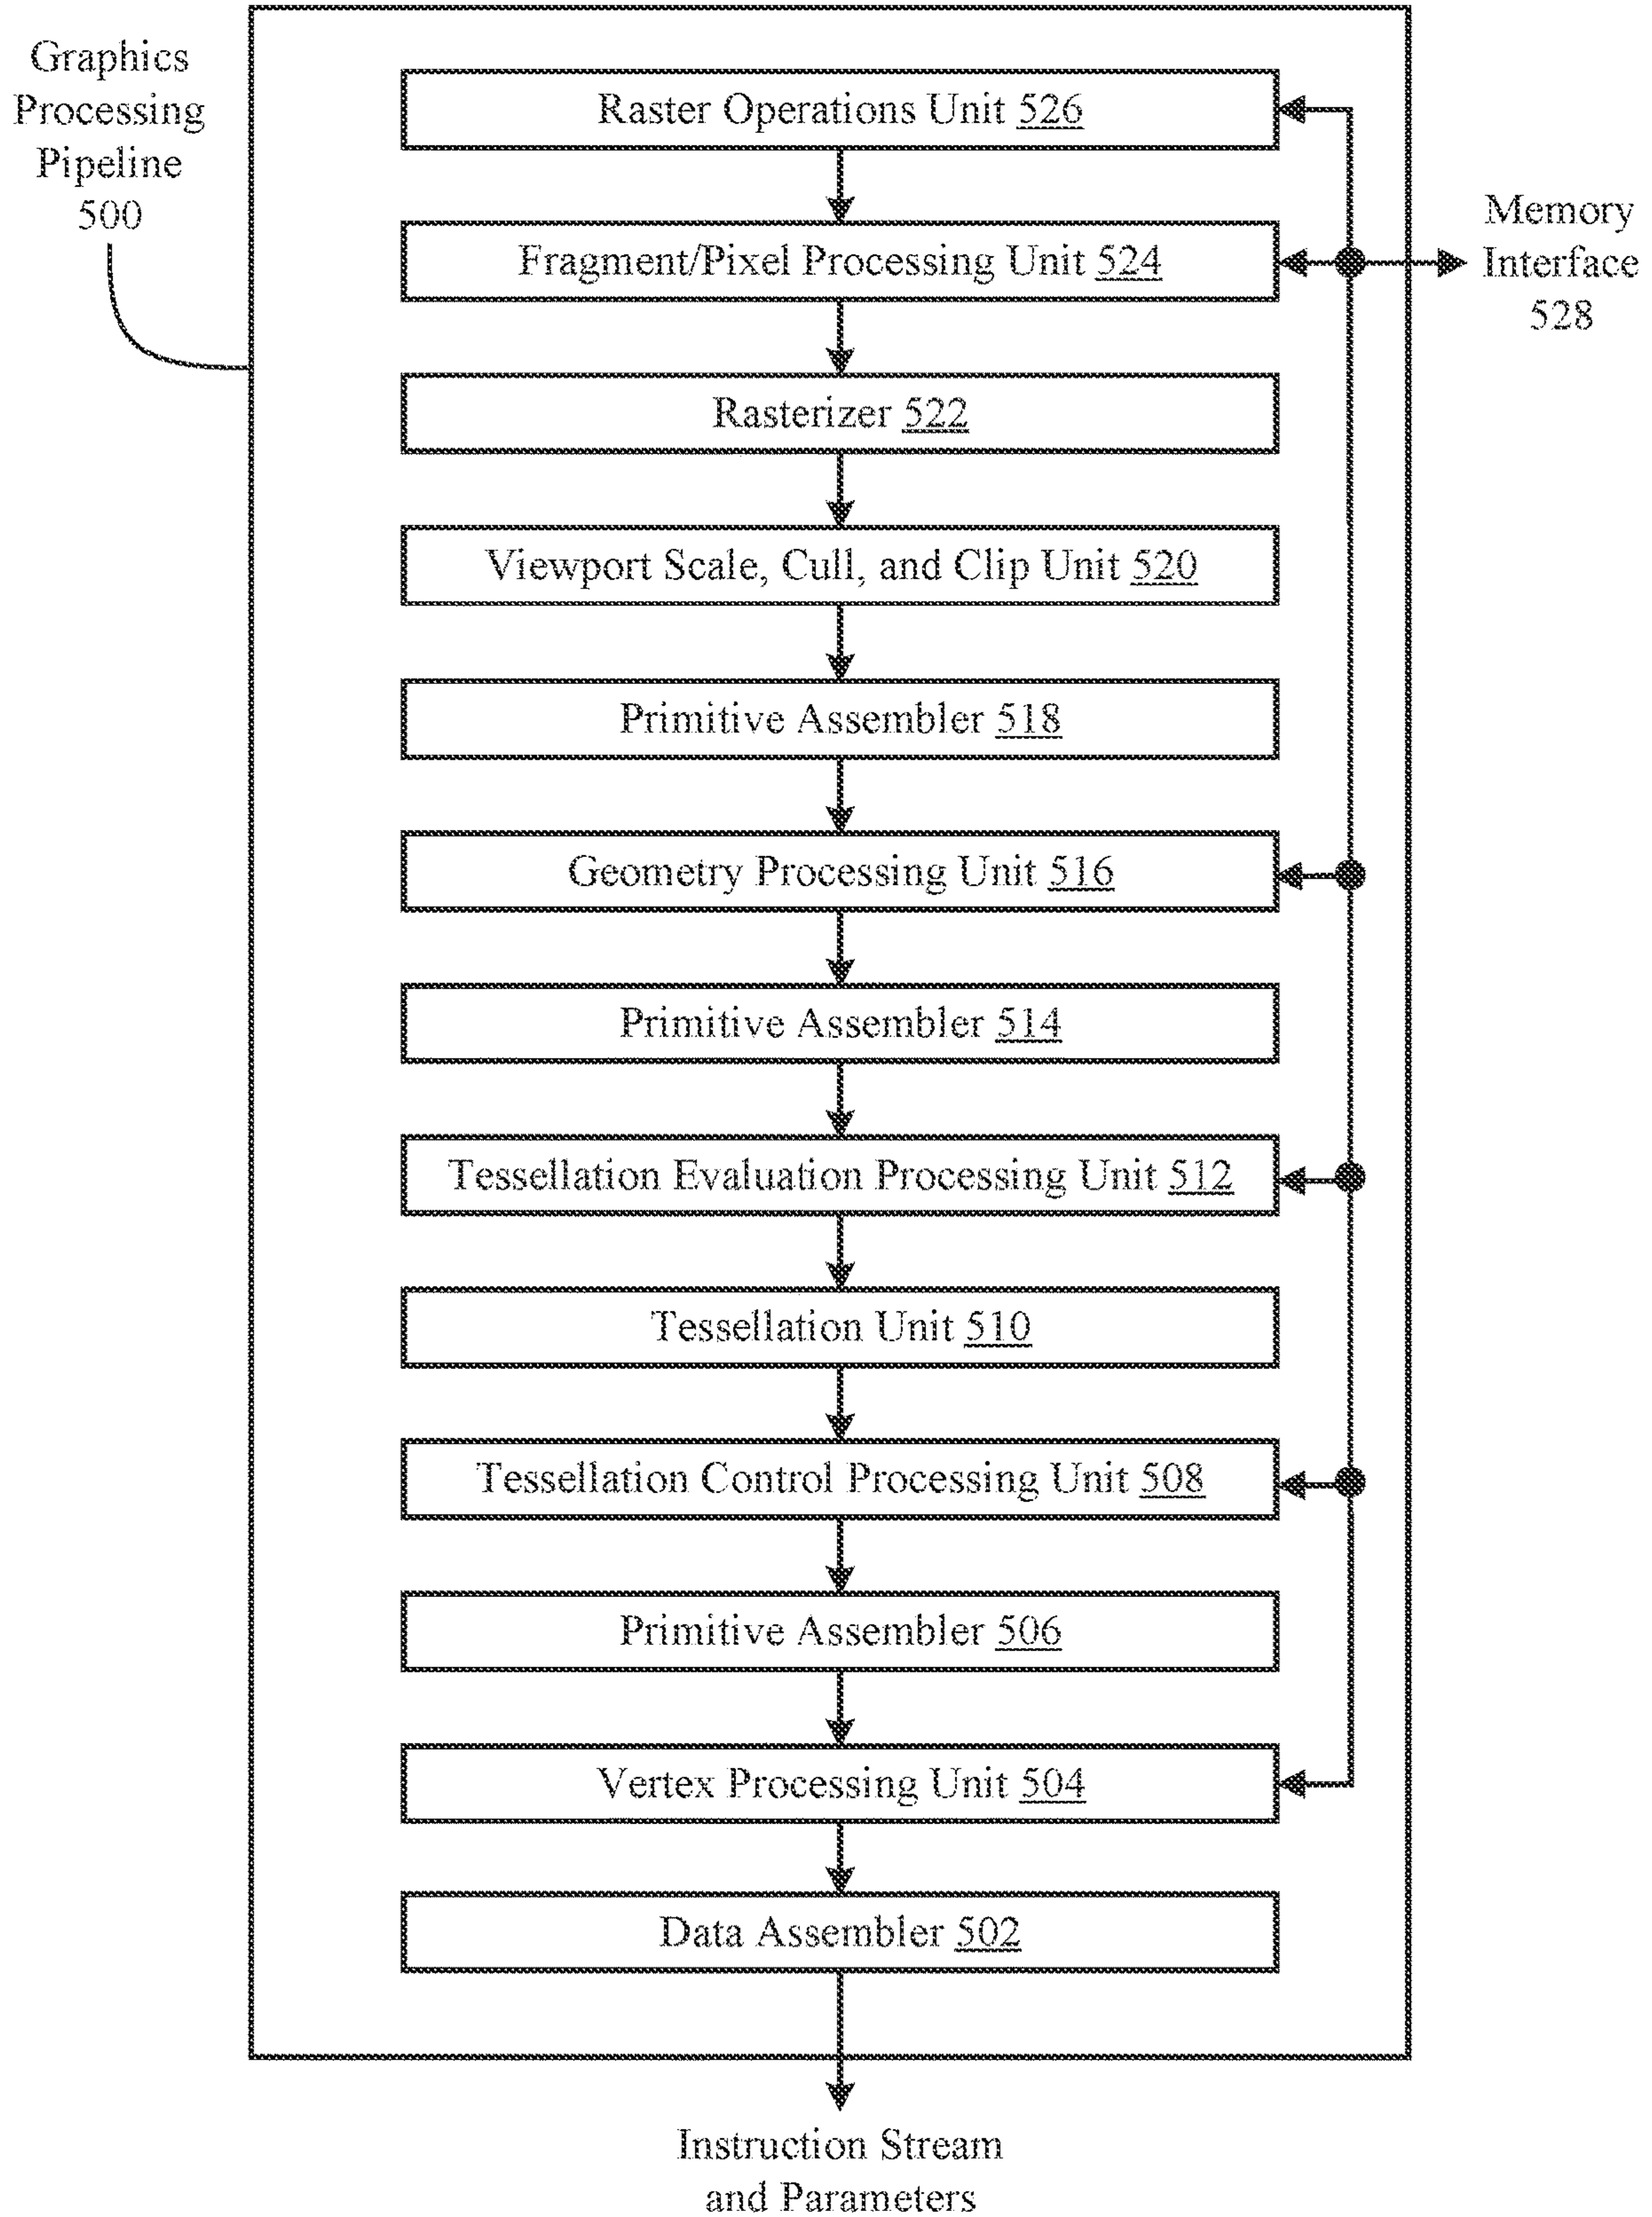 Graphics
Processing
Pipeline
500
Raster Operations Unit 526
Fragment/Pixel Processing Unit 524
Memory
Interface
528
Rasterizer 522
Viewport Scale, Cull, and Clip Unit 520
Primitive Assembler 518
Geometry Processing Unit 516
Primitive Assembler 514
Tessellation Evaluation Processing Unit 512
Tessellation Unit 510
Tessellation Control Processing Unit 508
Primitive Assembler 506
Vertex Processing Unit 504
Data Assembler 502
Instruction Stream
and Parameters